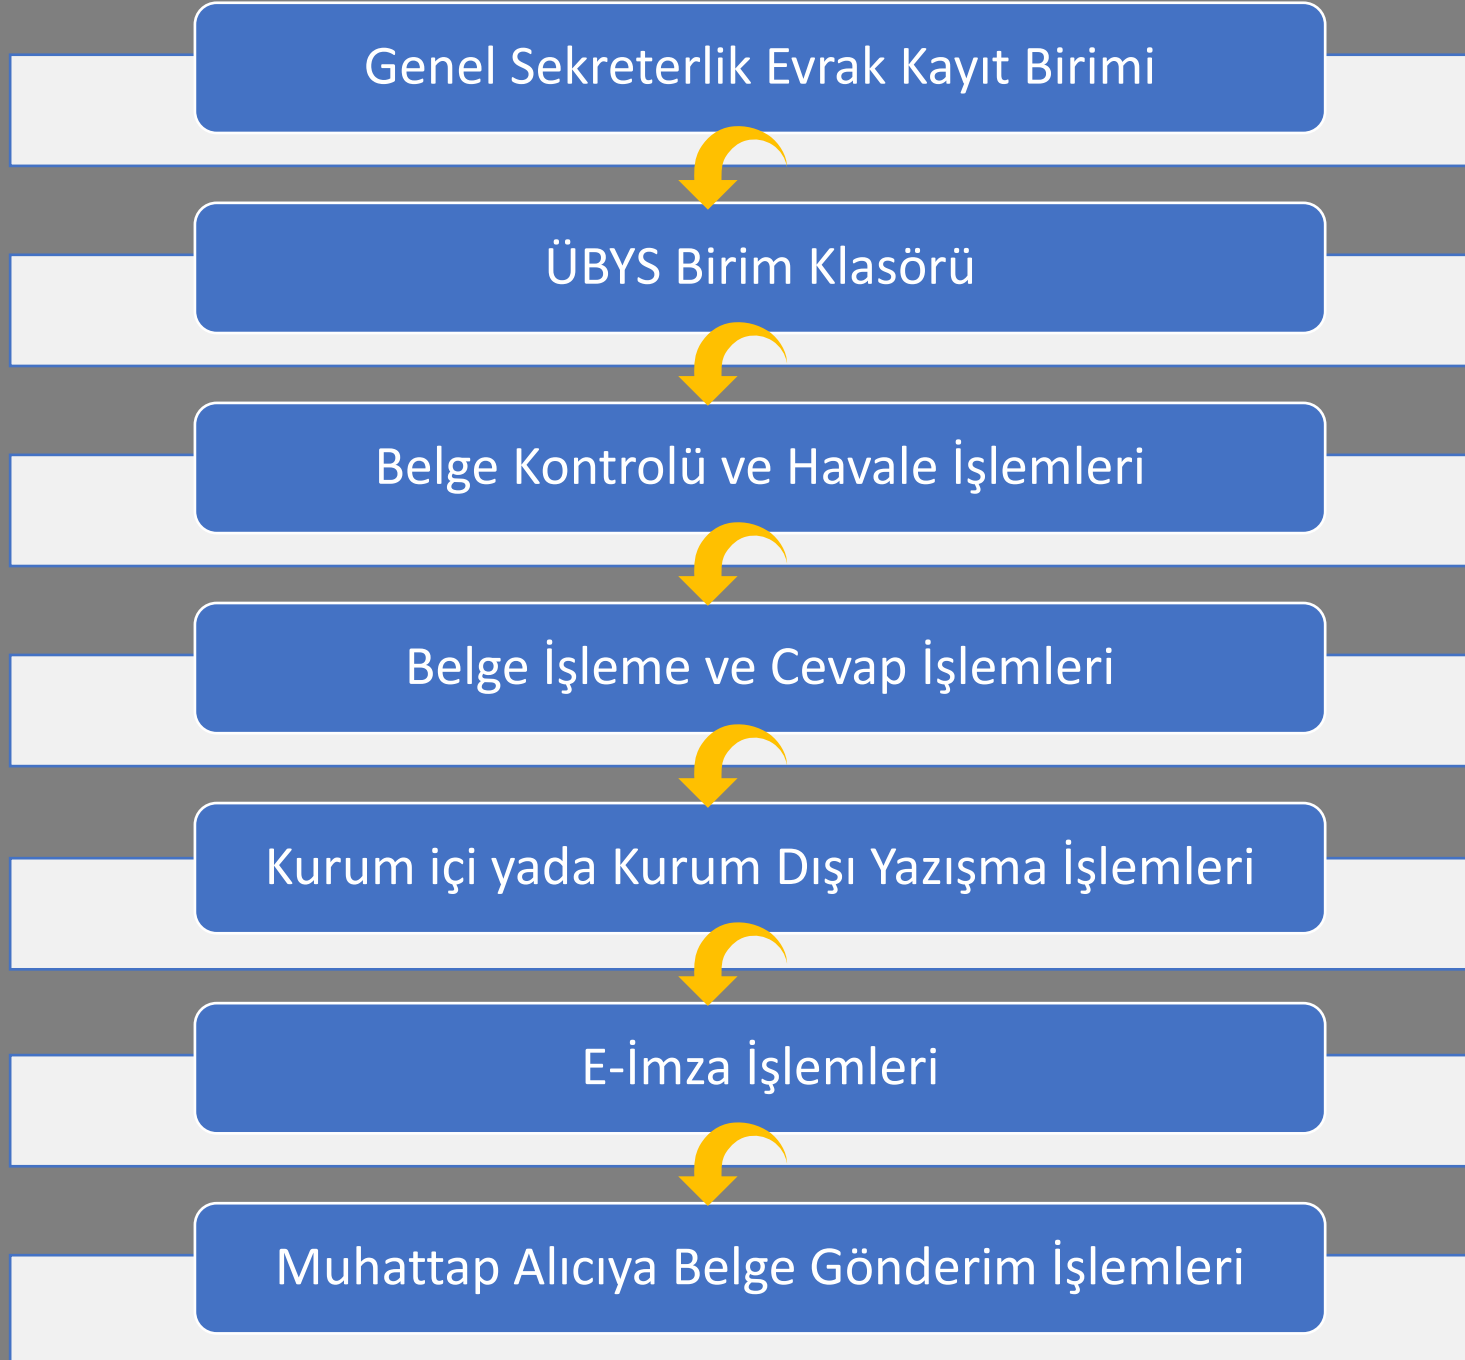 Genel Sekreterlik Evrak Kayıt Birimi
ÜBYS Birim Klasörü
Belge Kontrolü ve Havale İşlemleri
Belge İşleme ve Cevap İşlemleri
Kurum içi yada Kurum Dışı Yazışma İşlemleri
E-İmza İşlemleri
Muhattap Alıcıya Belge Gönderim İşlemleri